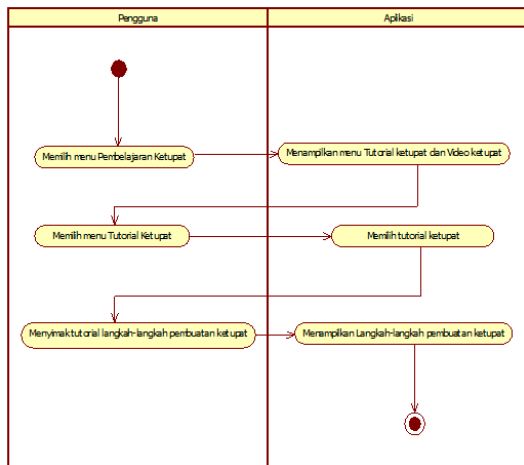 Pengguna
Aplikasi
Memilih menu Pembelajaran Ketupat
Menampilkan menu Tutorial ketupat dan Video ketupat
Memilih menu Tutorial Ketupat
Memilih tutorial ketupat
Menyimak tutorial langkah-langkah pembuatan ketupat
Menampilkan Langkah-langkah pembuatan ketupat